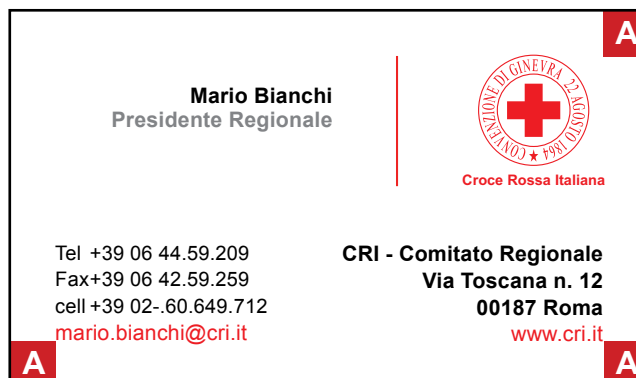 A
Mario Bianchi
Presidente Regionale
CONVENZIONE DI GINEVRA 22 AGOSTO 1864
Croce Rossa Italiana
Tel +39 06 44.59.209
Fax+39 06 42.59.259
cell +39 02-.60.649.712
mario.bianchi@cri.it
CRI - Comitato Regionale
Via Toscana n. 12
00187 Roma
www.cri.it
A
A